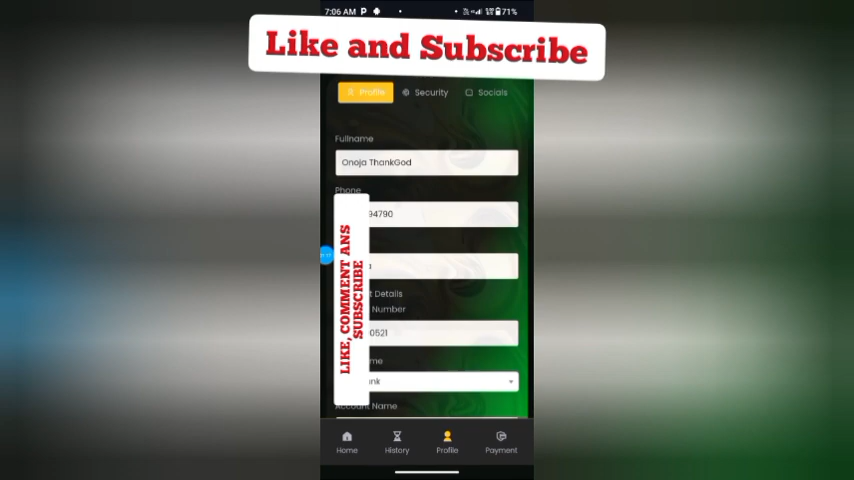 7:06 AM P
71%
Like and Subscribe
Profile
Security
Socials
Fullname
Onoja ThankGod
Phone
94790
LIKE, COMMENT ANS
SUBSCRIBE
Details
Number
0521
Account Name
Home
History
Profile
Payment